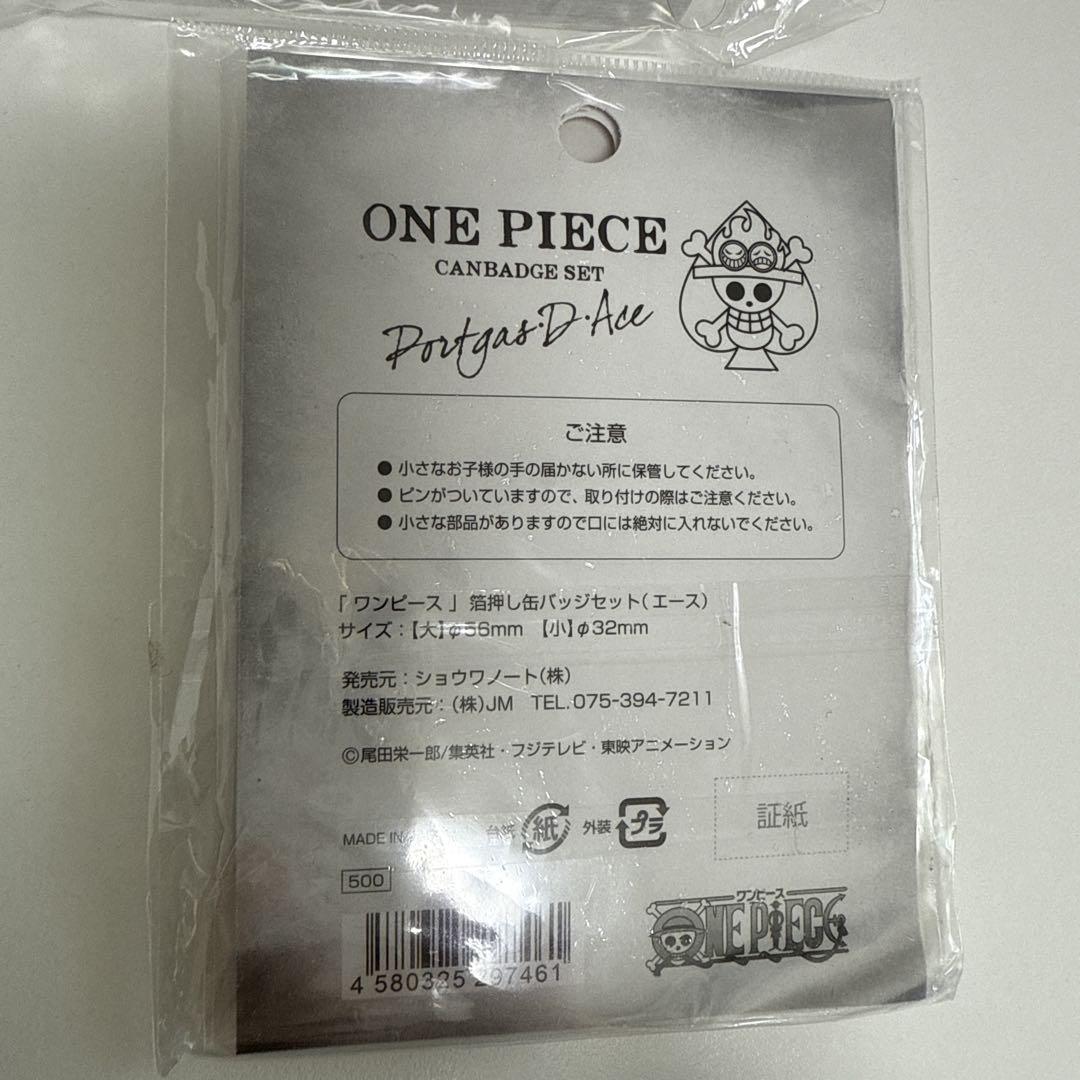 ONE PIECE
CANBADGE SET
Portgas・D・Ace
ご注意
● 小さなお子様の手の届かない所に保管してください。
● ピンがついていますので、取り付けの際はご注意ください。
● 小さな部品がありますので口には絶対に入れないでください。
「ワンピース」 箔押し缶バッジセット(エース)
サイズ:【大】φ56mm 【小】φ32mm
発売元:ショウワノート(株)
製造販売元:(株)JM TEL.075-394-7211
©尾田栄一郎/集英社・フジテレビ・東映アニメーション
MADE IN 台紙 紙 外装 プラ 証紙
500
ワンピース
ONE PIECE
4 580325 297461